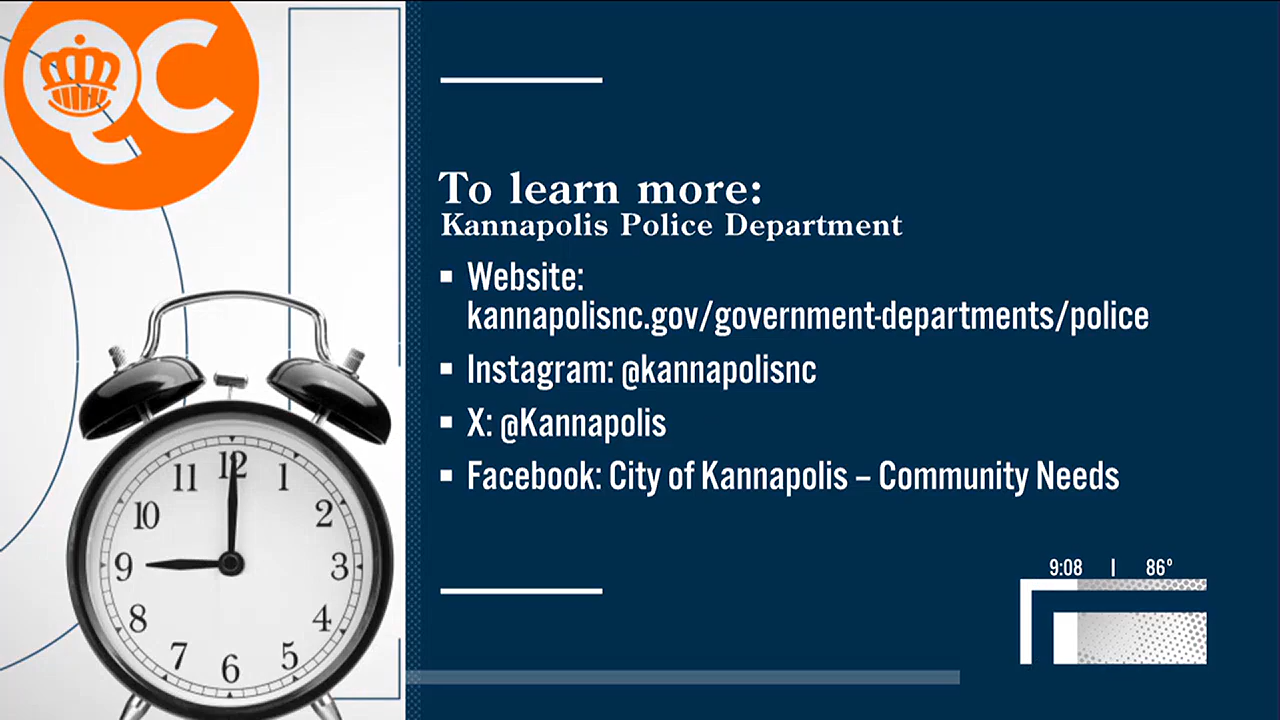 QC
To learn more:
Kannapolis Police Department
▪ Website:
kannapolisnc.gov/government-departments/police
▪ Instagram: @kannapolisnc
▪ X: @Kannapolis
▪ Facebook: City of Kannapolis – Community Needs
12
11
1
10
2
9
3
8
4
7
5
6
9:08 | 86°